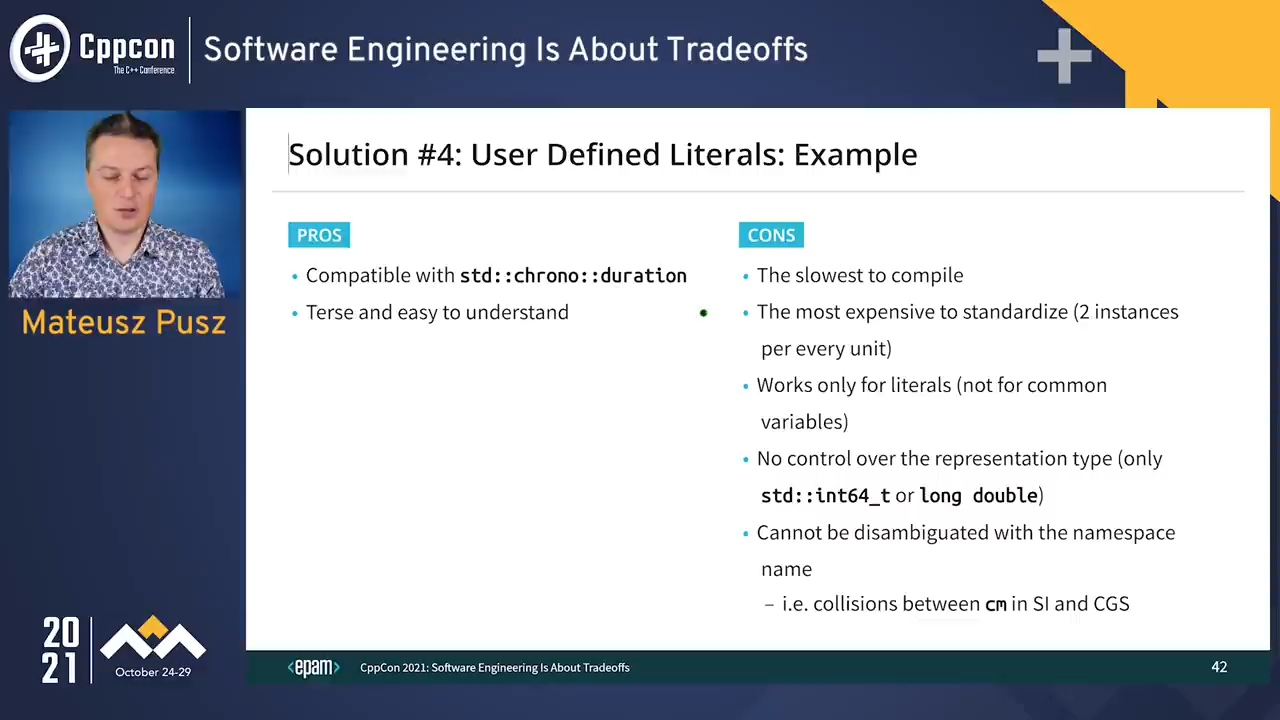 Cppcon
The C++ Conference
Software Engineering Is About Tradeoffs
Mateusz Pusz
Solution #4: User Defined Literals: Example
PROS
• Compatible with std::chrono::duration
• Terse and easy to understand
CONS
• The slowest to compile
• The most expensive to standardize (2 instances
per every unit)
• Works only for literals (not for common
variables)
• No control over the representation type (only
std::int64_t or long double)
• Cannot be disambiguated with the namespace
name
– i.e. collisions between cm in SI and CGS
20
21
October 24-29
<epam>
CppCon 2021: Software Engineering Is About Tradeoffs
42